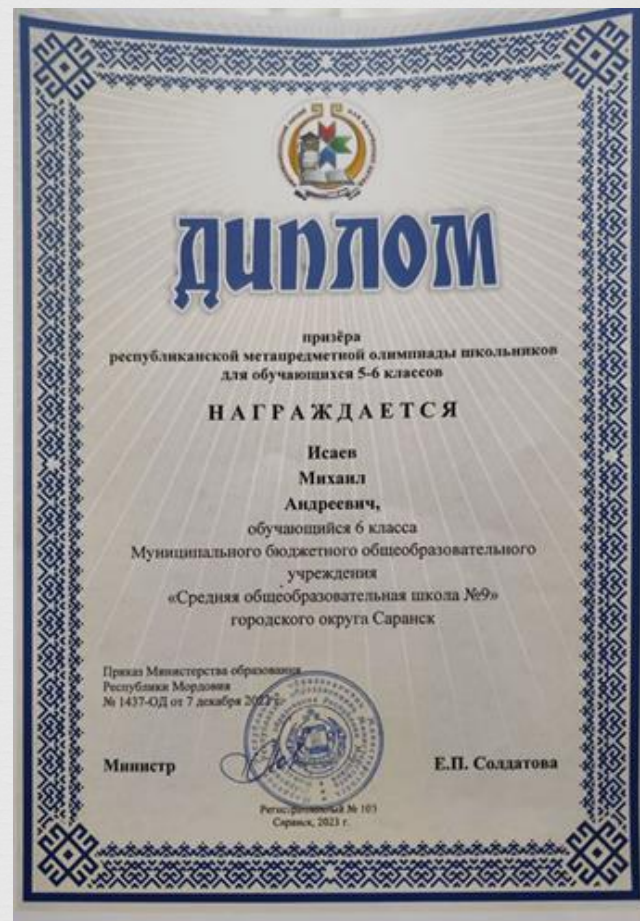 ДИПЛОМ
призёра
республиканской метапредметной олимпиады школьников
для обучающихся 5-6 классов
НАГРАЖДАЕТСЯ
Исаев
Михаил
Андреевич,
обучающийся 6 класса
Муниципального бюджетного общеобразовательного
учреждения
«Средняя общеобразовательная школа №9»
городского округа Саранск
Приказ Министерства образования
Республики Мордовия
№ 1437-ОД от 7 декабря 2023 г.
Министр
Е.П. Солдатова
Регистрационный № 103
Саранск, 2023 г.